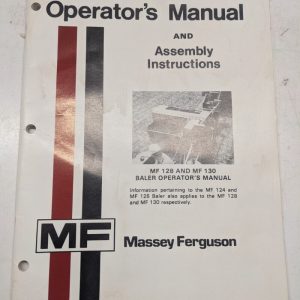 Operator's Manual
AND
Assembly
Instructions
MF 128 AND MF 130
BALER OPERATOR'S MANUAL
Information pertaining to the MF 124 and
MF 126 Baler also applies to the MF 128
and MF 130 respectively.
MF Massey Ferguson